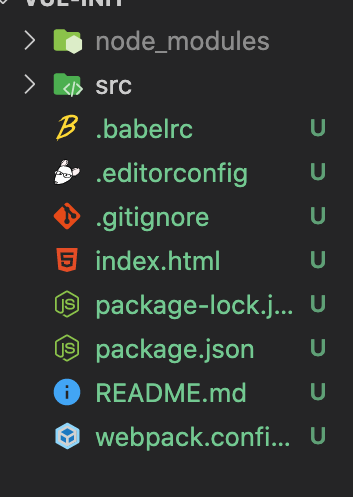 VUE-INIT
node_modules
src
.babelrc U
.editorconfig U
.gitignore U
index.html U
package-lock.j... U
package.json U
README.md U
webpack.confi... U